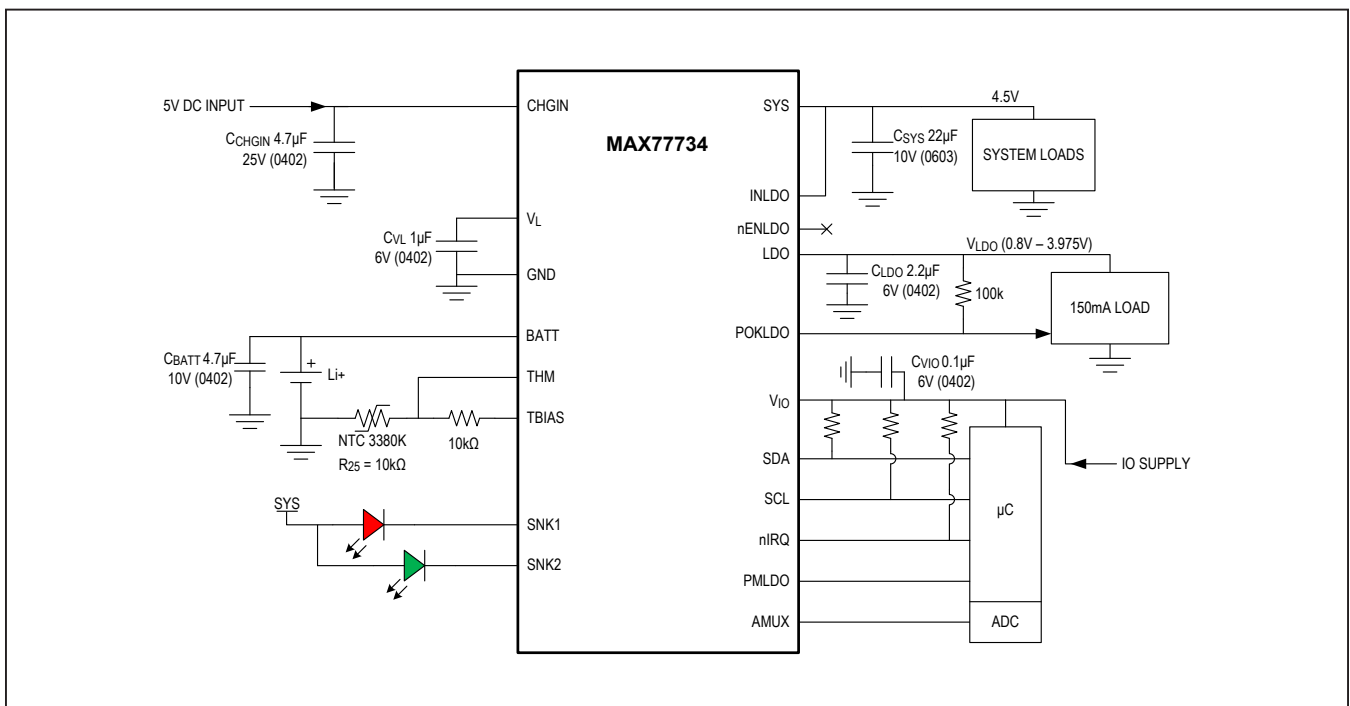 MAX77734
5V DC INPUT
CCHGIN 4.7µF
25V (0402)
CHGIN
CVL 1µF
6V (0402)
VL
GND
CBATT 4.7µF
10V (0402)
+
Li+
BATT
THM
TBIAS
NTC 3380K
R25 = 10kΩ
10kΩ
SYS
SNK1
SNK2
SYS
4.5V
CSYS 22µF
10V (0603)
SYSTEM LOADS
INLDO
nENLDO
LDO
VLDO (0.8V – 3.975V)
CLDO 2.2µF
6V (0402)
100k
150mA LOAD
POKLDO
CVIO 0.1µF
6V (0402)
VIO
SDA
IO SUPPLY
SCL
µC
nIRQ
PMLDO
AMUX
ADC